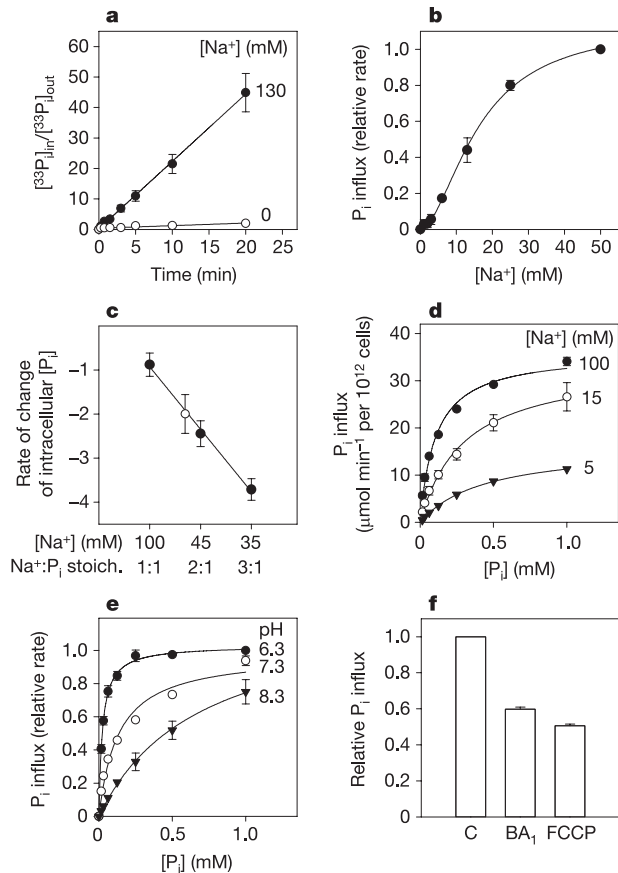 a
[Na⁺] (mM)
130
0
[³³Pᵢ]in/[³³Pᵢ]out
60
50
40
30
20
10
0
0 5 10 15 20 25
Time (min)
b
Pᵢ influx (relative rate)
1.0
0.8
0.6
0.4
0.2
0
0 10 20 30 40 50
[Na⁺] (mM)
c
Rate of change
of intracellular [Pᵢ]
−1
−2
−3
−4
[Na⁺] (mM) 100 45 35
Na⁺:Pᵢ stoich. 1:1 2:1 3:1
d
[Na⁺] (mM)
100
15
5
Pᵢ influx
(μmol min⁻¹ per 10¹² cells)
40
30
20
10
0
0 0.5 1.0
[Pᵢ] (mM)
e
pH
6.3
7.3
8.3
Pᵢ influx (relative rate)
1.0
0.8
0.6
0.4
0.2
0
0 0.5 1.0
[Pᵢ] (mM)
f
Relative Pᵢ influx
1.0
0.8
0.6
0.4
0.2
0
C BA₁ FCCP